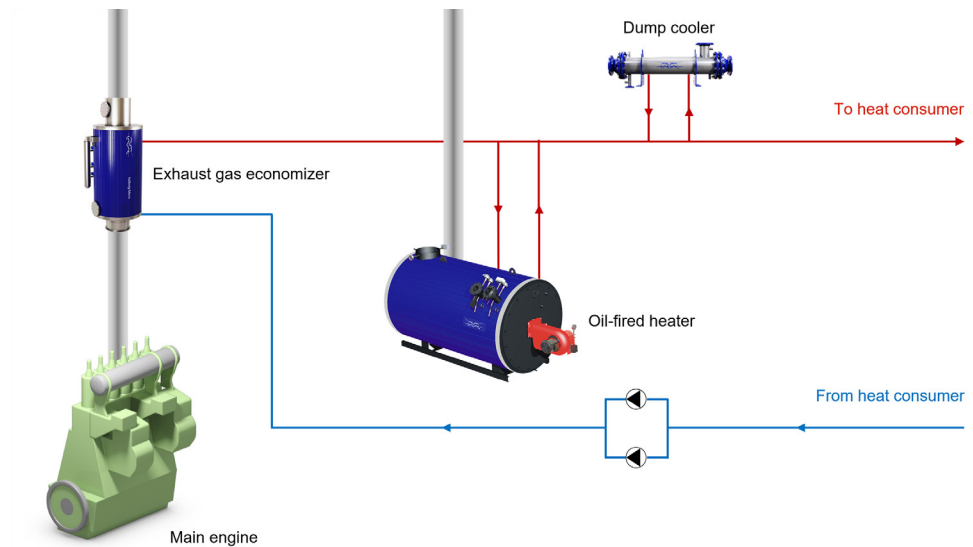 Dump cooler
To heat consumer
Exhaust gas economizer
Oil-fired heater
From heat consumer
Main engine